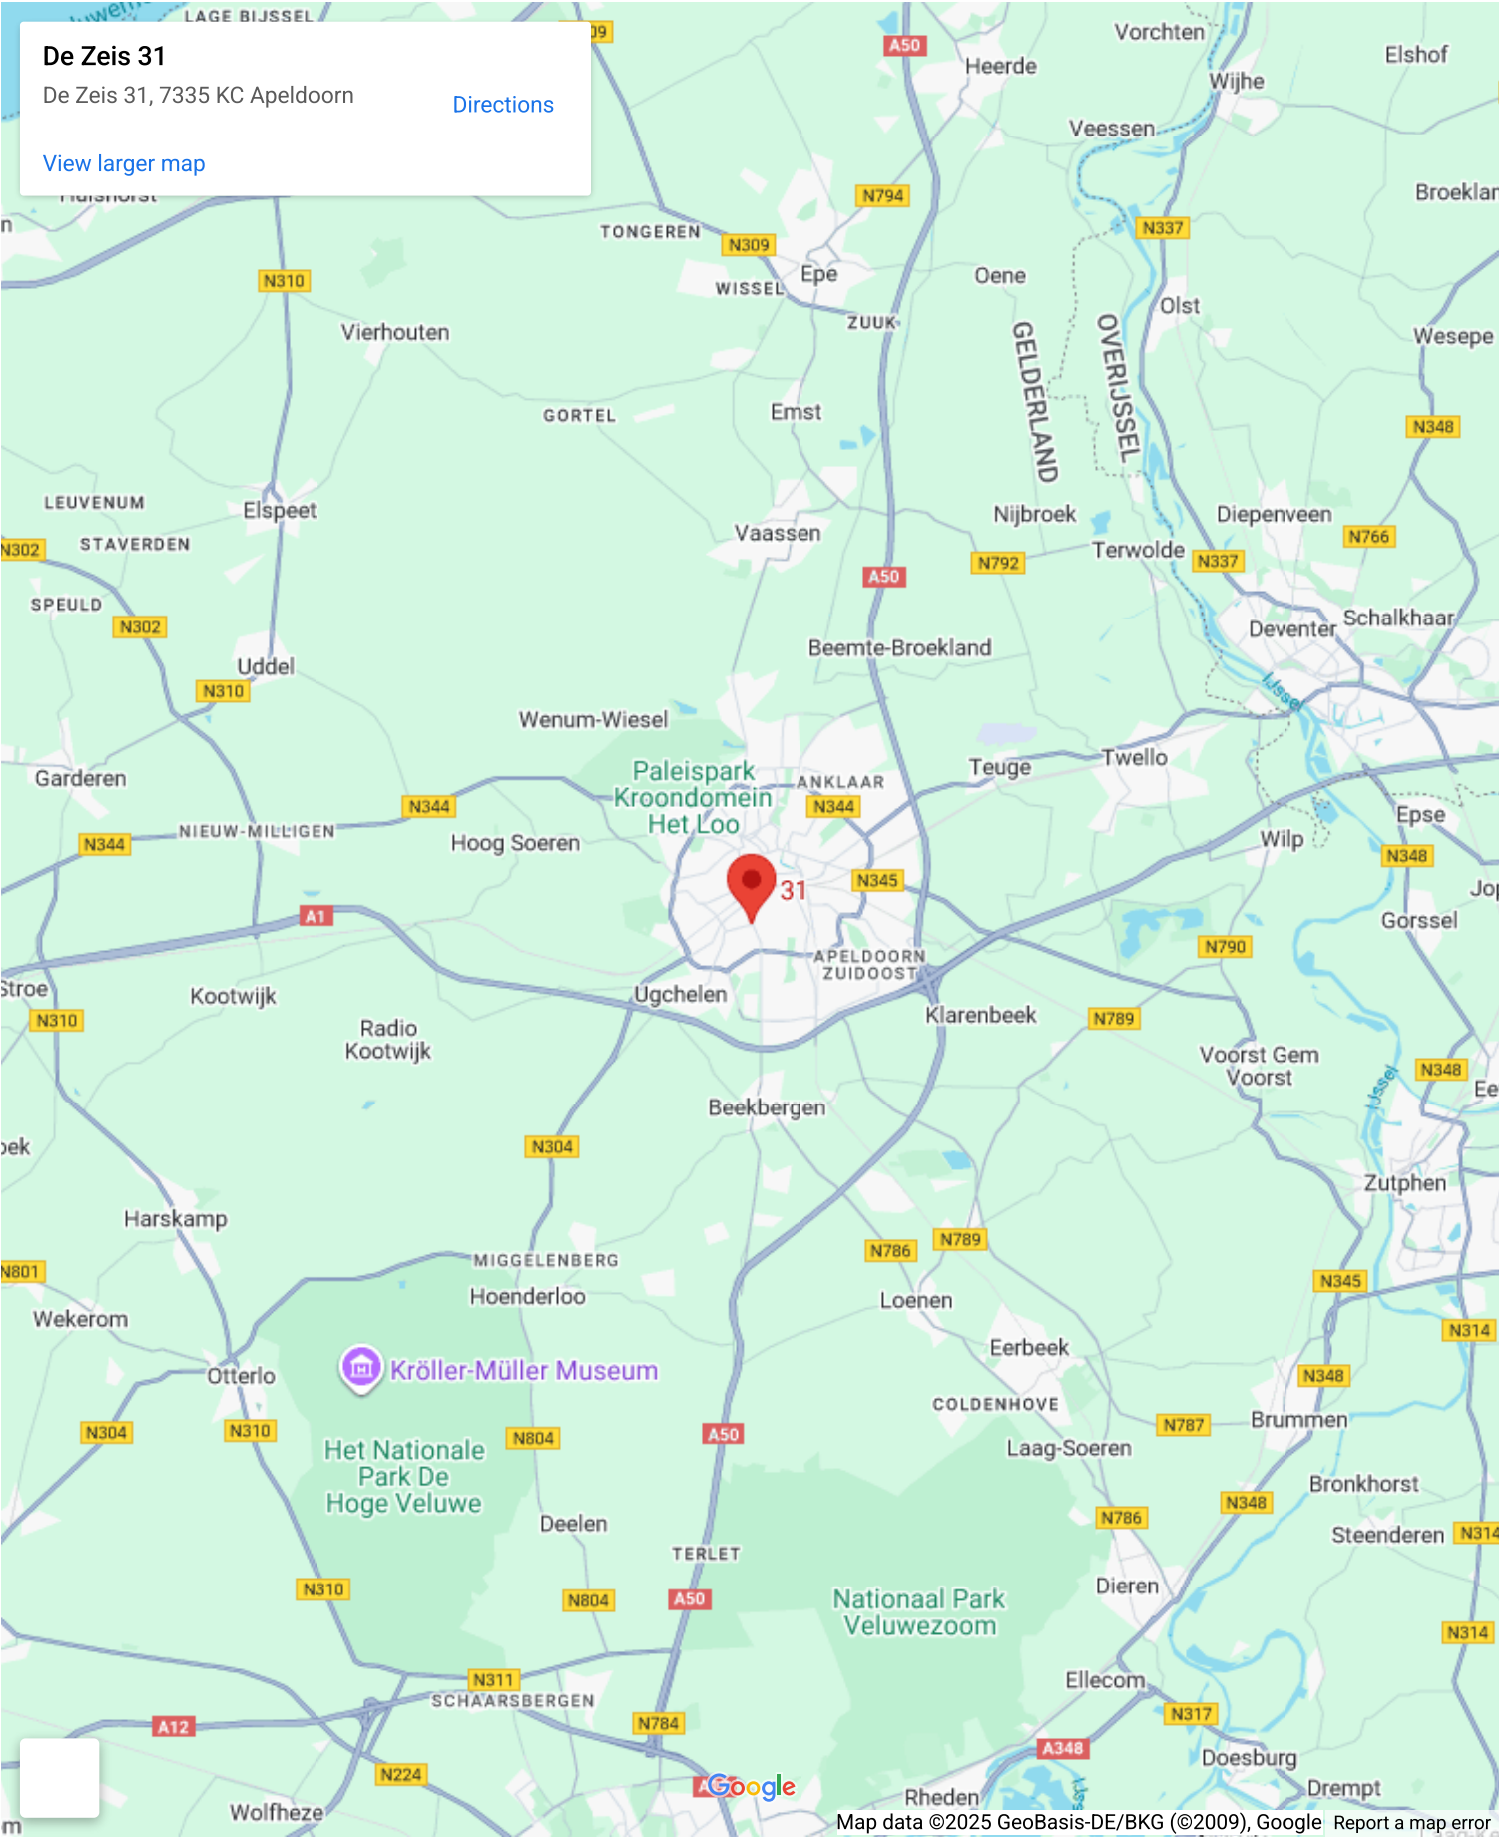 LAGE BIJSSEL
De Zeis 31
De Zeis 31, 7335 KC Apeldoorn
Directions
View larger map
A50
Heerde
Vorchten
Elshof
Wijhe
Veessen
N794
Broeklan
N337
TONGEREN
N309
Epe
WISSEL
Oene
N310
ZUUK
Olst
Vierhouten
GELDERLAND
OVERIJSSEL
Wesepe
Emst
GORTEL
N348
LEUVENUM
Elspeet
Nijbroek
Diepenveen
Vaassen
STAVERDEN
N302
Terwolde
N766
N792
N337
A50
SPEULD
N302
Schalkhaar
Deventer
Beemte-Broekland
Uddel
N310
IJssel
Wenum-Wiesel
Garderen
Paleispark
Kroondomein
Het Loo
ANKLAAR
Teuge
Twello
N344
N344
Epse
NIEUW-MILLIGEN
N344
Hoog Soeren
Wilp
N348
31
N345
A1
Gorssel
N790
APELDOORN
ZUIDOOST
Stroe
Kootwijk
Ugchelen
N310
Radio
Kootwijk
Klarenbeek
N789
Voorst Gem
Voorst
N348
IJssel
Beekbergen
N304
Zutphen
Harskamp
N786
N789
MIGGELENBERG
N801
Hoenderloo
N345
Loenen
Wekerom
N314
Eerbeek
Kröller-Müller Museum
Otterlo
N348
COLDENHOVE
N304
N310
N804
A50
N787
Brummen
Het Nationale
Park De
Hoge Veluwe
Laag-Soeren
Bronkhorst
N348
Deelen
N786
Steenderen
N314
TERLET
Dieren
N310
N804
A50
Nationaal Park
Veluwezoom
N314
N311
Ellecom
SCHAARSBERGEN
N317
A12
N784
A348
Doesburg
N224
Google
Drempt
Rheden
Wolfheze
Map data ©2025 GeoBasis-DE/BKG (©2009), Google
Report a map error